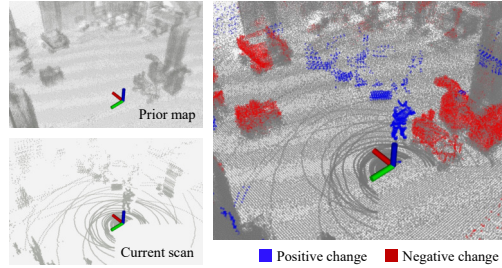 Prior map
Current scan
Positive change
Negative change